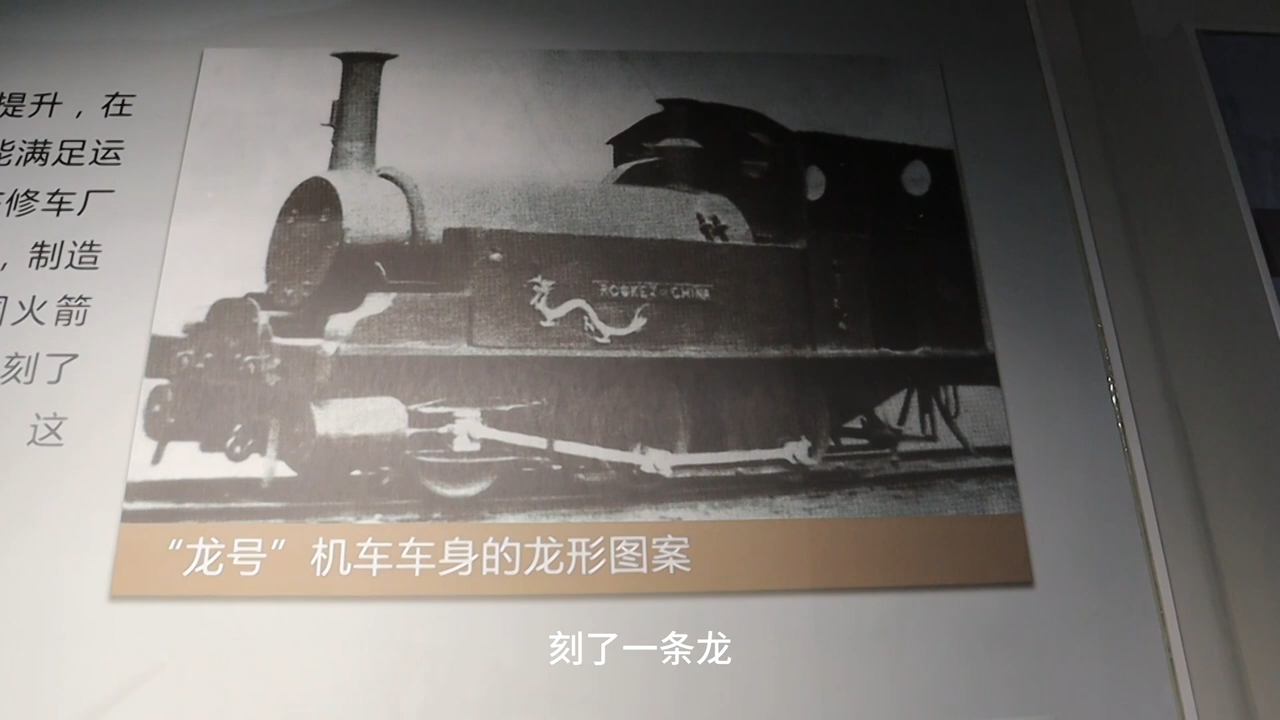 提升，在
能满足运
修车厂
，制造
火箭
刻了
这
ROCKET OF CHINA
“龙号”机车车身的龙形图案
刻了一条龙